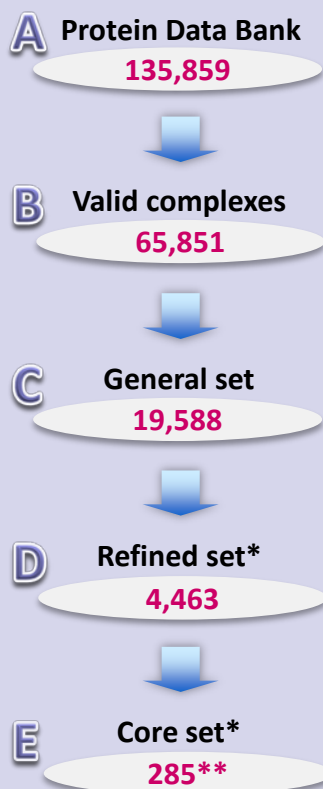 A Protein Data Bank
135,859
B Valid complexes
65,851
C General set
19,588
D Refined set*
4,463
E Core set*
285**